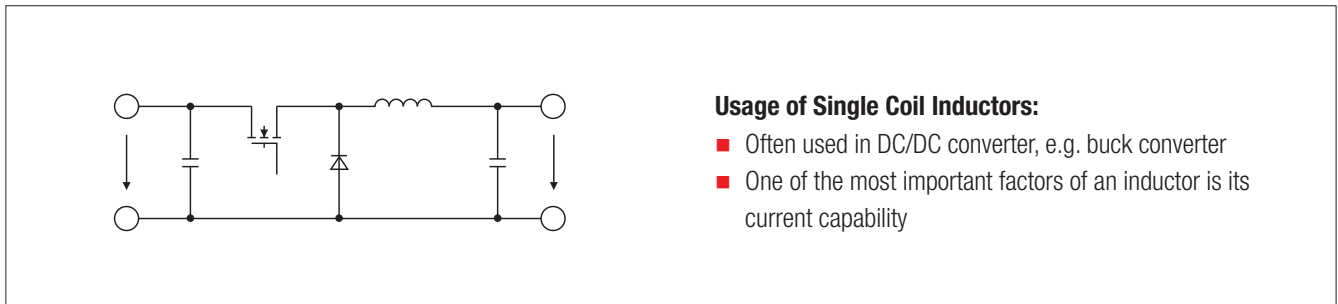 Usage of Single Coil Inductors:
Often used in DC/DC converter, e.g. buck converter
One of the most important factors of an inductor is its
current capability